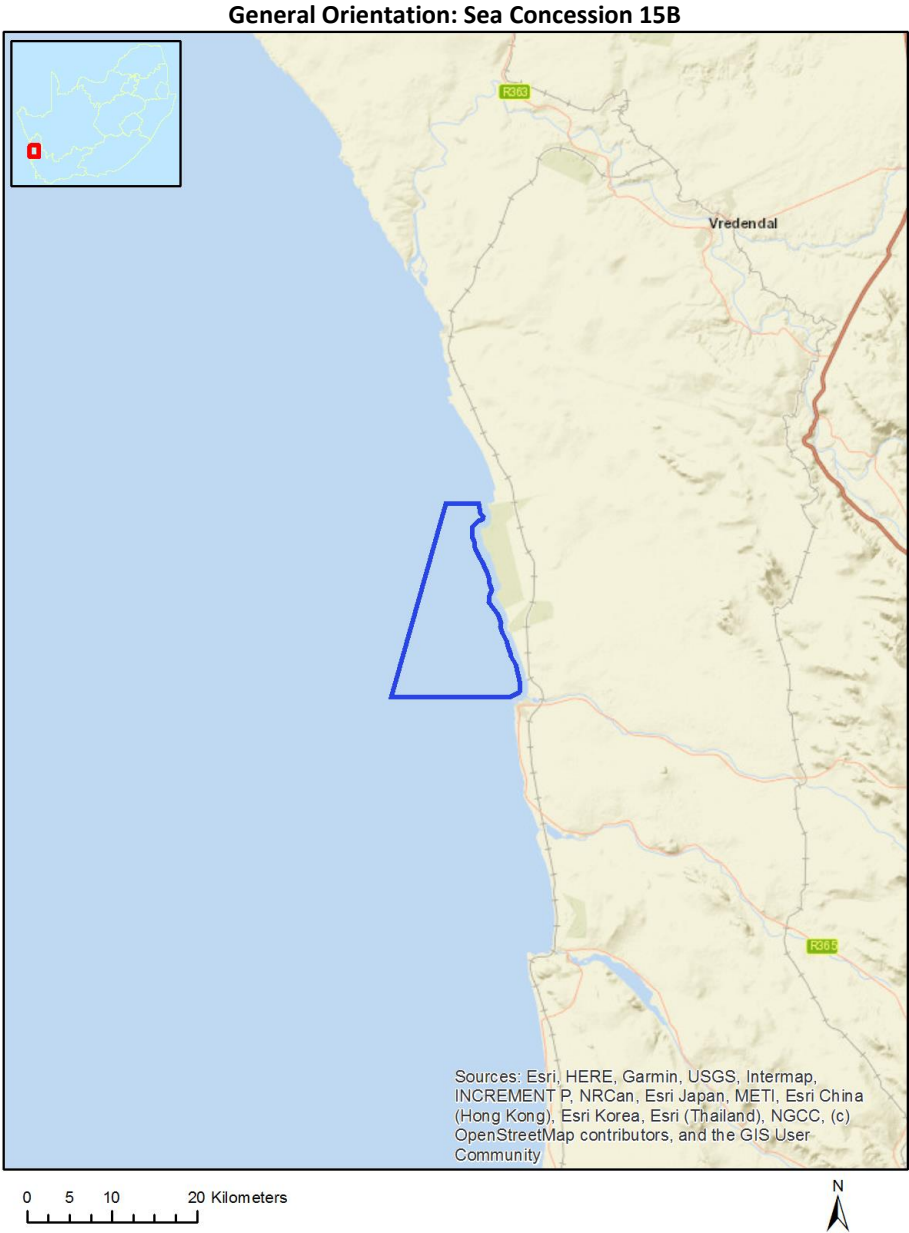 General Orientation: Sea Concession 15B
R363
Vredendal
R365
Sources: Esri, HERE, Garmin, USGS, Intermap,
INCREMENT P, NRCan, Esri Japan, METI, Esri China
(Hong Kong), Esri Korea, Esri (Thailand), NGCC, (c)
OpenStreetMap contributors, and the GIS User
Community
0 5 10 20 Kilometers
N